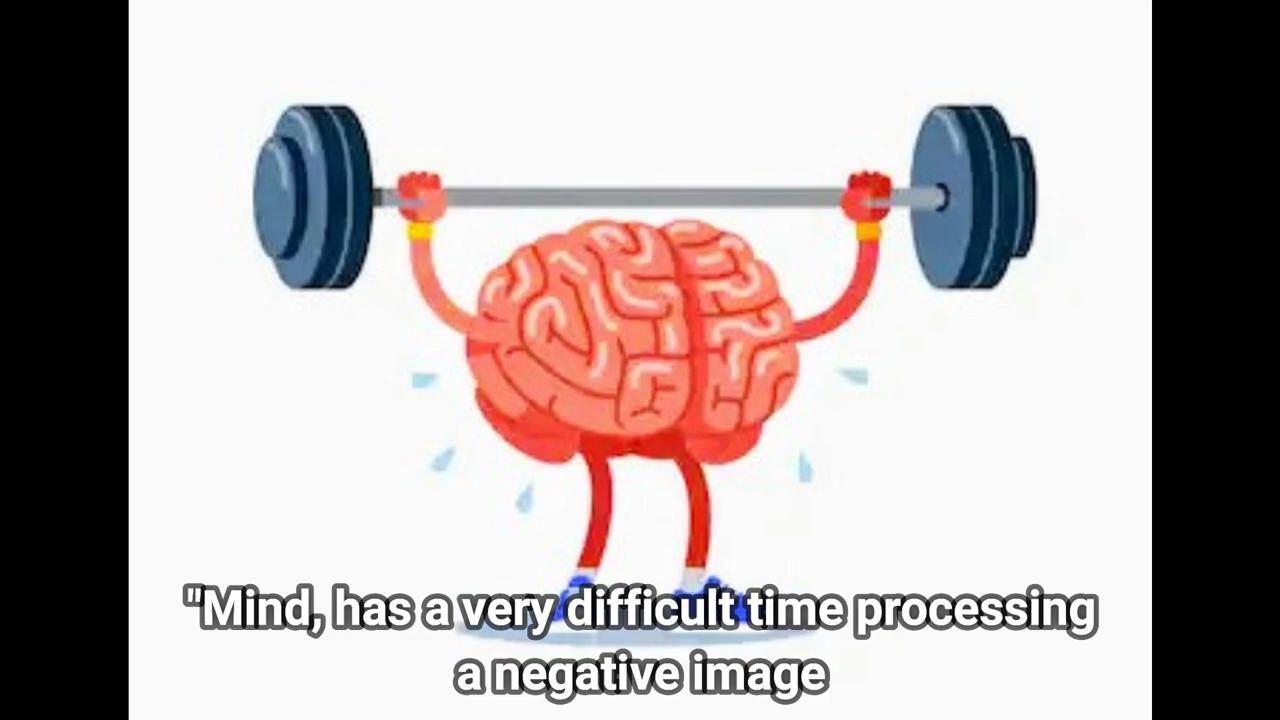 "Mind, has a very difficult time processing
a negative image